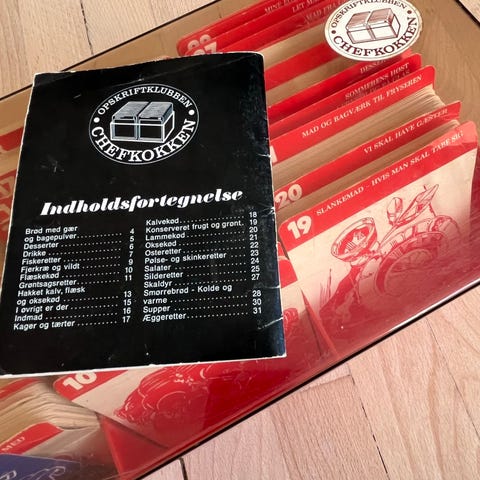 OPSKRIFTKLUBBEN
CHEFKOKKEN
Indholdsfortegnelse
Brød med gær
og bagepulver 4
Desserter 5
Drikke 6
Fiskeretter 7
Fjerkræ og vildt 9
Flæskekød 10
Grøntsagsretter 11
Hakket kalv, flæsk
og oksekød 13
I øvrigt er der 15
Indmad 16
Kager og tærter 17
Kalvekød 18
Konserveret frugt og grønt 19
Lammekød 20
Oksekød 21
Osteretter 22
Pølse- og skinkeretter 23
Salater 24
Silderetter 25
Skaldyr 27
Smørrebrød - Kolde og
varme 28
Supper 30
Æggeretter 31
OPSKRIFTKLUBBEN
CHEFKOKKEN
MAD FRA
SOMMERENS HØST
MAD OG BAGVÆRK TIL FRYSEREN
VI SKAL HAVE GÆSTER
20
19 SLANKEMAD - HVIS MAN SKAL TABE SIG
10